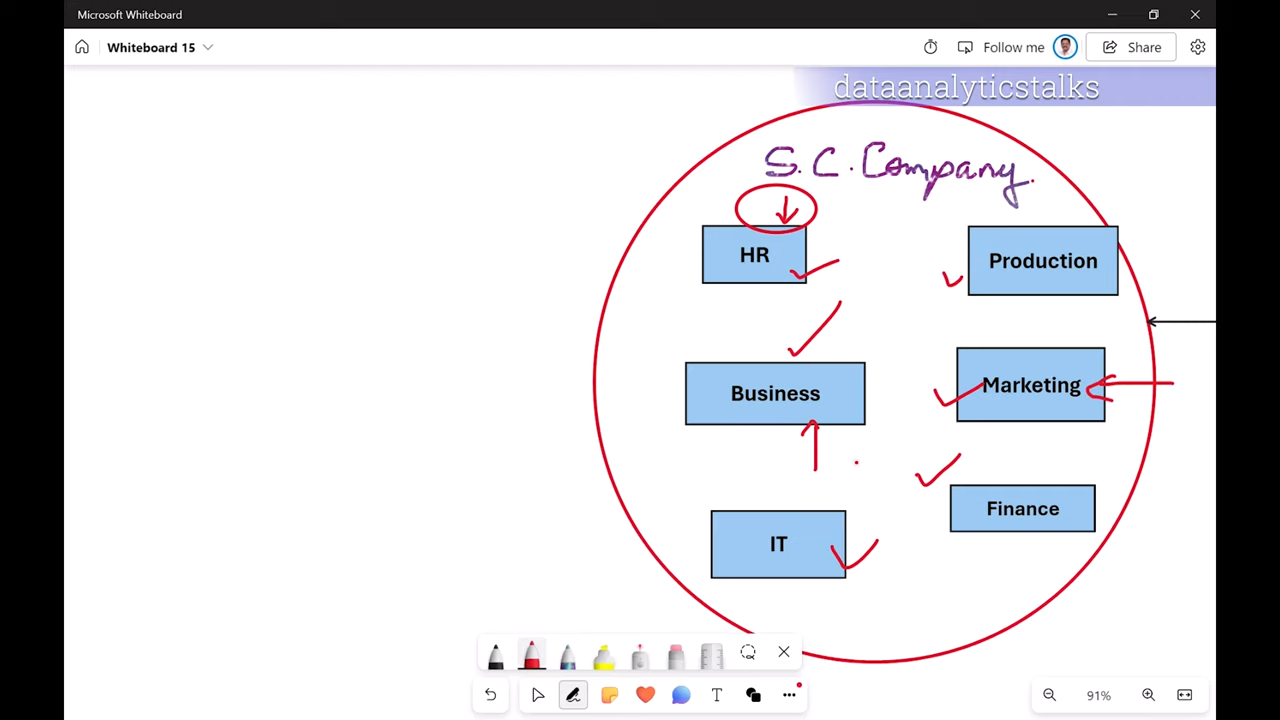 Microsoft Whiteboard
Whiteboard 15
Follow me
Share
dataanalyticstalks
S.C. Company.
HR
Production
Business
Marketing
IT
Finance
91%